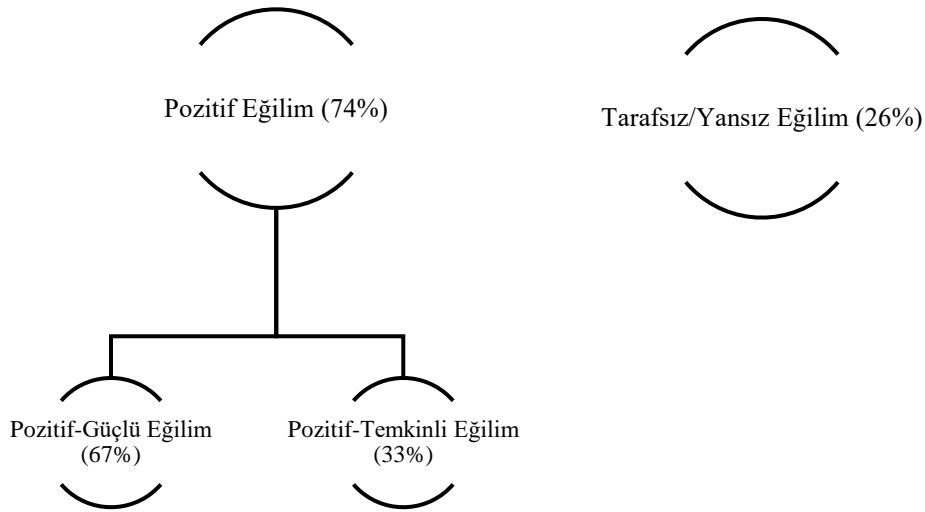 Pozitif Eğilim (74%)
Tarafsız/Yansız Eğilim (26%)
Pozitif-Güçlü Eğilim
(67%)
Pozitif-Temkinli Eğilim
(33%)